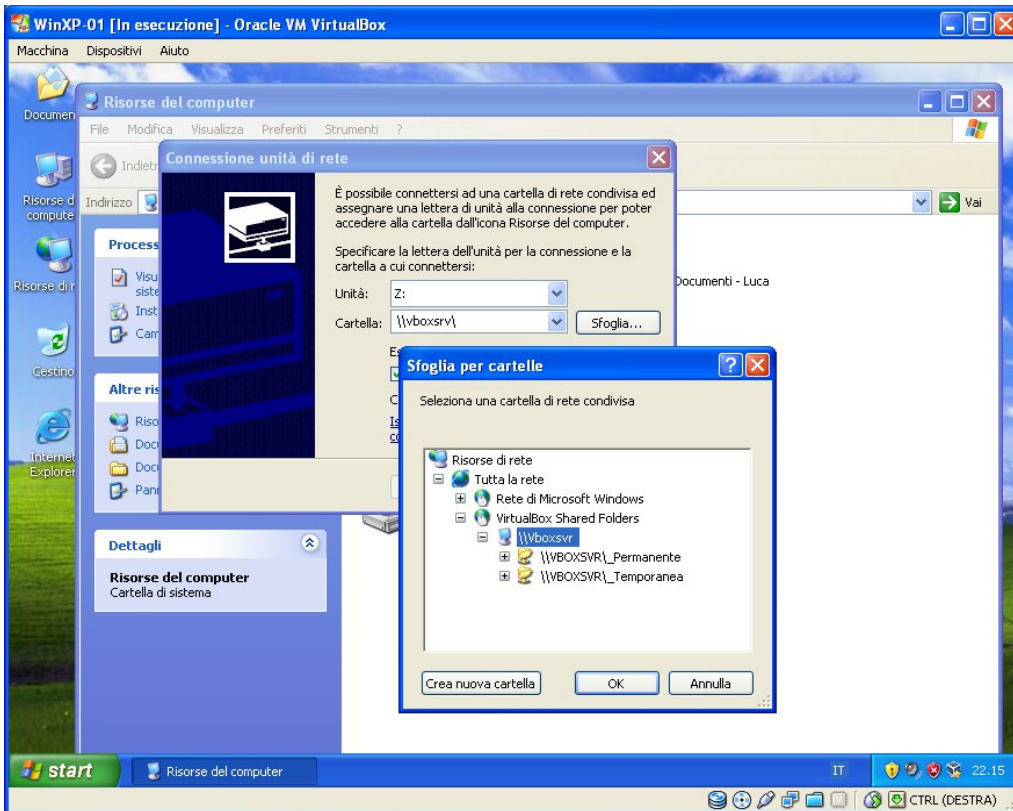 WinXP-01 [In esecuzione] - Oracle VM VirtualBox
Macchina Dispositivi Aiuto
Risorse del computer
File Modifica Visualizza Preferiti Strumenti ?
Connessione unità di rete
Indirizzo
Vai
È possibile connettersi ad una cartella di rete condivisa ed
assegnare una lettera di unità alla connessione per poter
accedere alla cartella dall'icona Risorse del computer.
Specificare la lettera dell'unità per la connessione e la
cartella a cui connettersi:
Unità: Z:
Cartella: \\vboxsrv\ Sfoglia...
Documenti - Luca
Cestino
Internet
Explorer
Dettagli
Risorse del computer
Cartella di sistema
Sfoglia per cartelle
Seleziona una cartella di rete condivisa
Risorse di rete
Tutta la rete
Rete di Microsoft Windows
VirtualBox Shared Folders
\\Vboxsvr
\\VBOXSVR\_Permanente
\\VBOXSVR\_Temporanea
Crea nuova cartella OK Annulla
start Risorse del computer IT 22.15
CTRL (DESTRA)